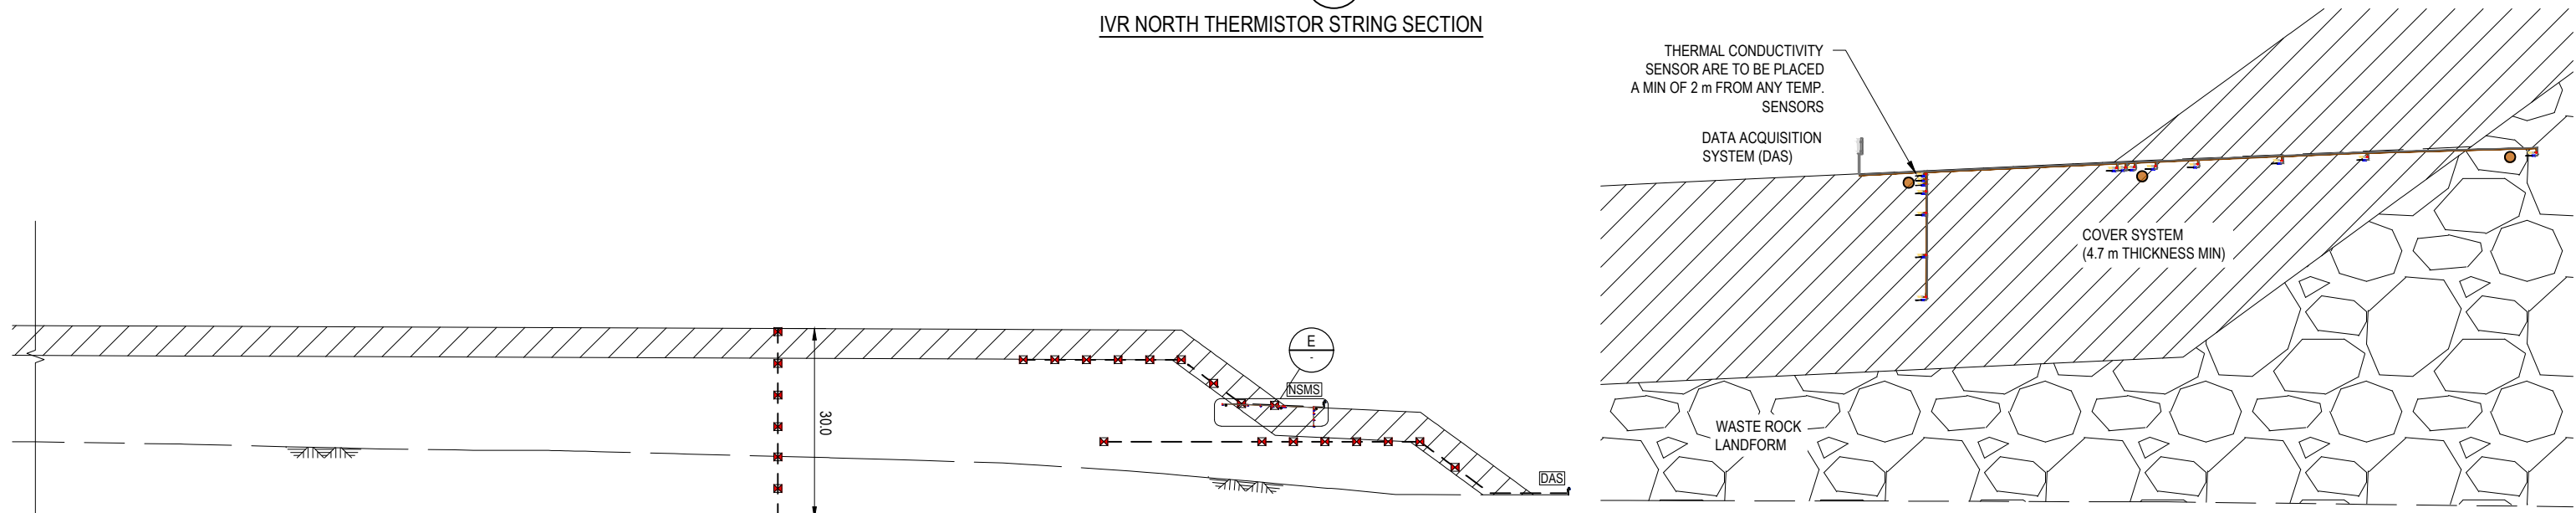 IVR NORTH THERMISTOR STRING SECTION
THERMAL CONDUCTIVITY
SENSOR ARE TO BE PLACED
A MIN OF 2 m FROM ANY TEMP.
SENSORS
DATA ACQUISITION
SYSTEM (DAS)
COVER SYSTEM
(4.7 m THICKNESS MIN)
WASTE ROCK
LANDFORM
E
-
NSMS
30.0
DAS